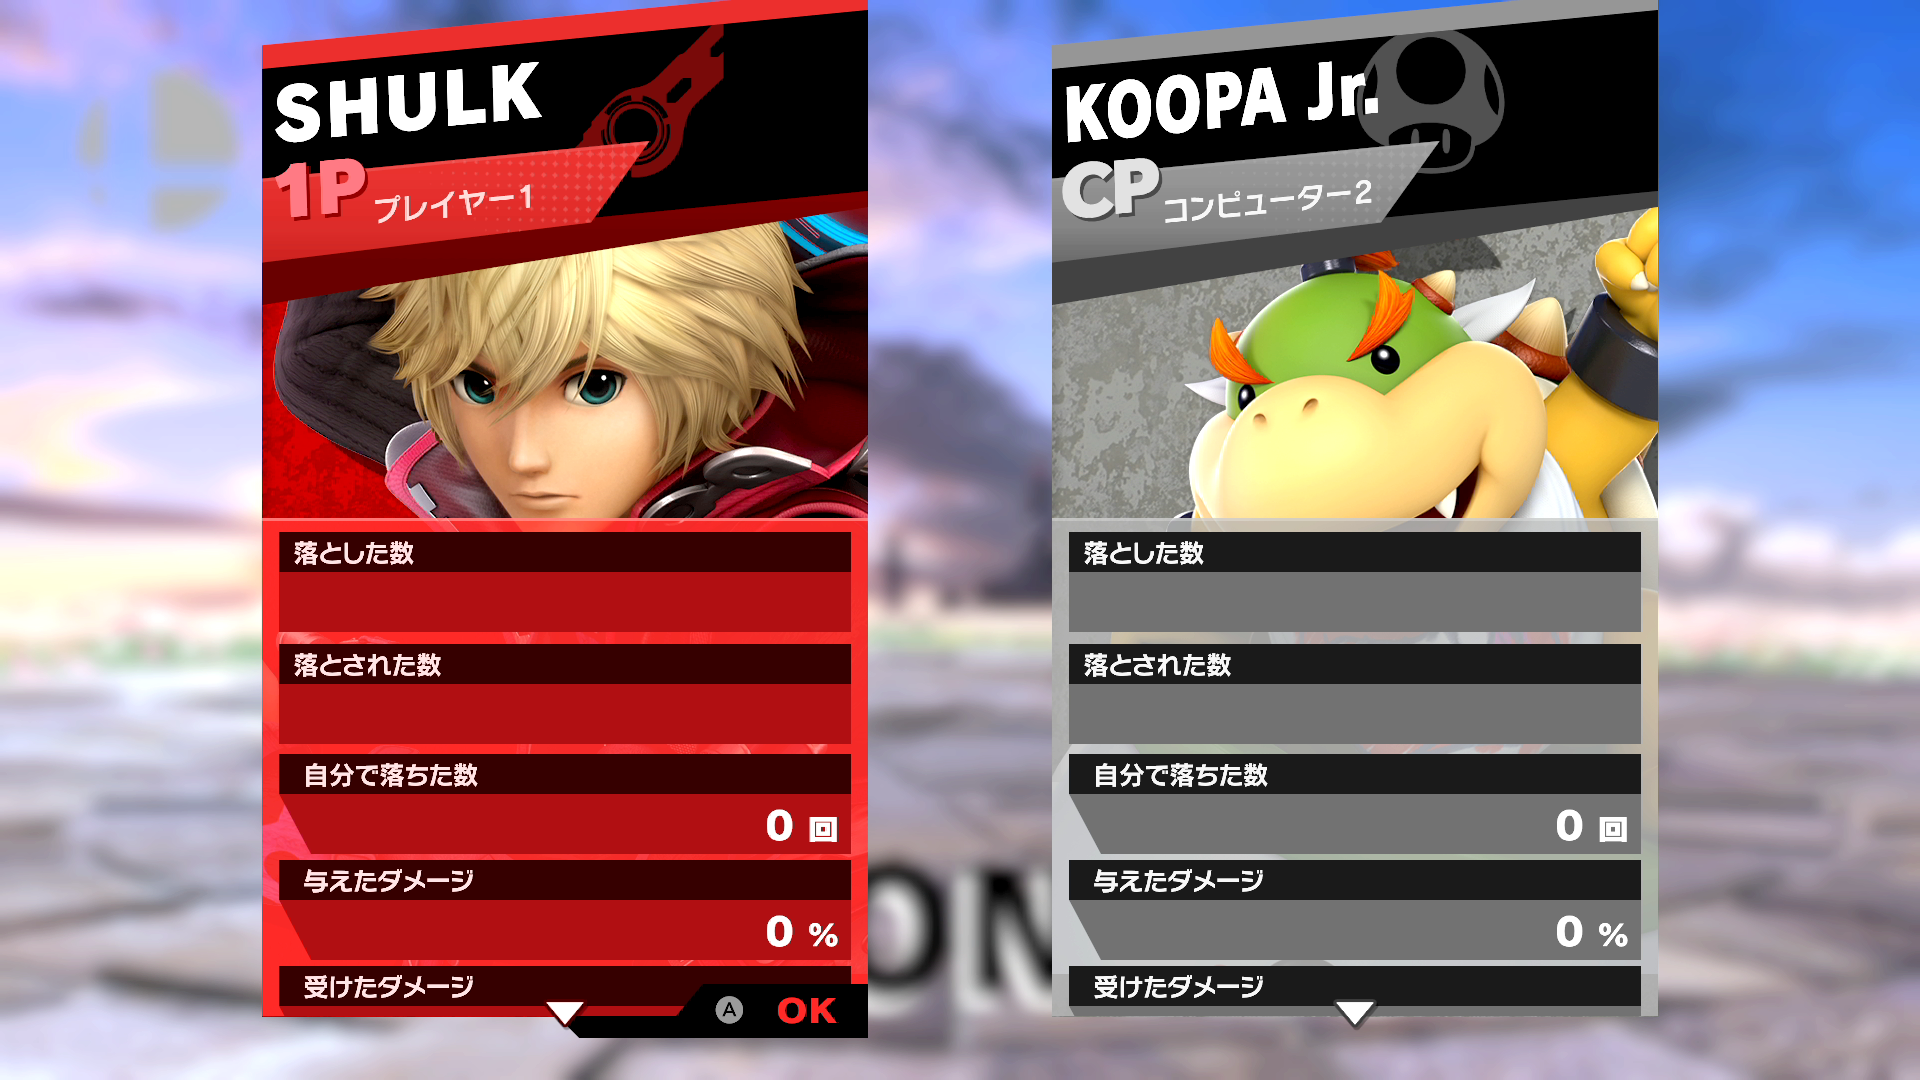 SHULK
1P プレイヤー1
落とした数
落とされた数
自分で落ちた数
0 回
与えたダメージ
0 %
受けたダメージ
A OK
KOOPA Jr.
CP コンピューター2
落とした数
落とされた数
自分で落ちた数
0 回
与えたダメージ
0 %
受けたダメージ